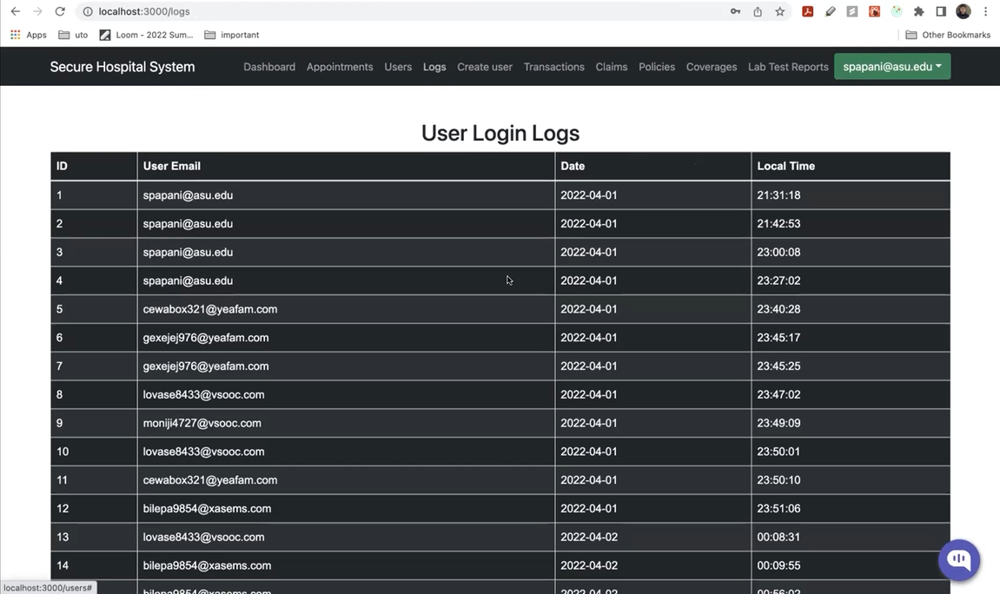 localhost:3000/logs
Apps uto Loom - 2022 Sum... important Other Bookmarks
Secure Hospital System Dashboard Appointments Users Logs Create user Transactions Claims Policies Coverages Lab Test Reports spapani@asu.edu
User Login Logs
ID User Email Date Local Time
1 spapani@asu.edu 2022-04-01 21:31:18
2 spapani@asu.edu 2022-04-01 21:42:53
3 spapani@asu.edu 2022-04-01 23:00:08
4 spapani@asu.edu 2022-04-01 23:27:02
5 cewabox321@yeafam.com 2022-04-01 23:40:28
6 gexejej976@yeafam.com 2022-04-01 23:45:17
7 gexejej976@yeafam.com 2022-04-01 23:45:25
8 lovase8433@vsooc.com 2022-04-01 23:47:02
9 moniji4727@vsooc.com 2022-04-01 23:49:09
10 lovase8433@vsooc.com 2022-04-01 23:50:01
11 cewabox321@yeafam.com 2022-04-01 23:50:10
12 bilepa9854@xasems.com 2022-04-01 23:51:06
13 lovase8433@vsooc.com 2022-04-02 00:08:31
14 bilepa9854@xasems.com 2022-04-02 00:09:55
bilepa9854@xasems.com 2022-04-02 00:56:02
localhost:3000/users#